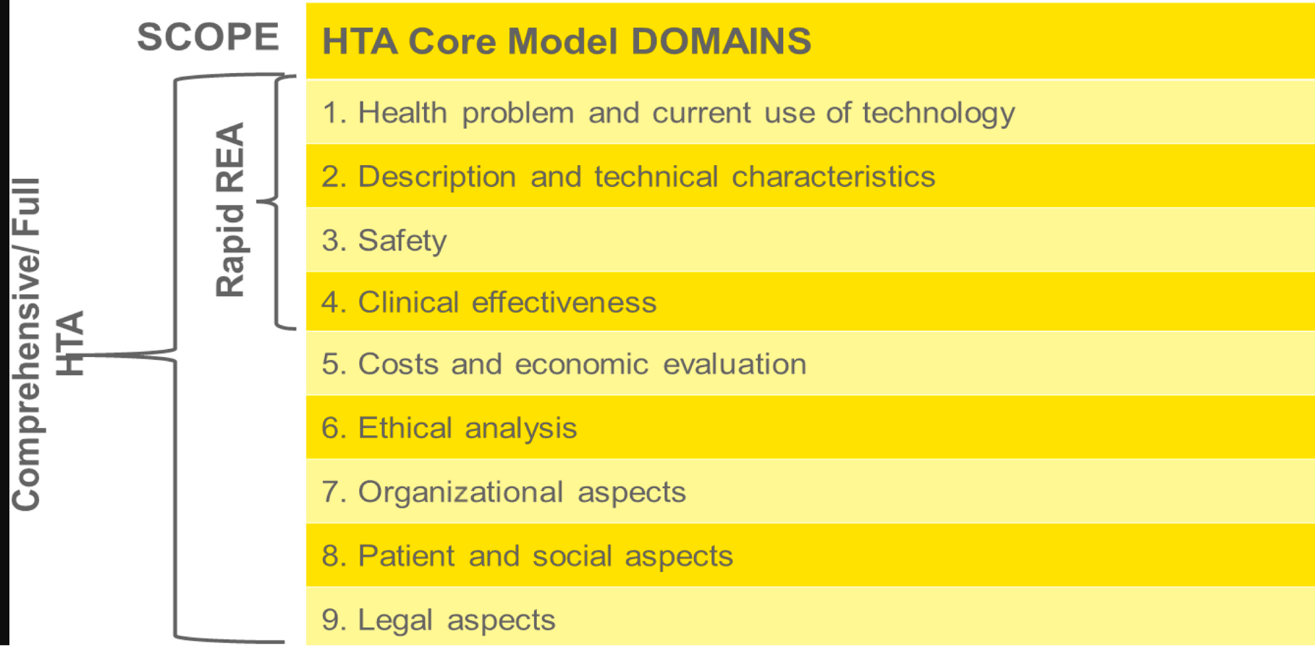 SCOPE
HTA Core Model DOMAINS
Comprehensive/ Full
HTA
Rapid REA
1. Health problem and current use of technology
2. Description and technical characteristics
3. Safety
4. Clinical effectiveness
5. Costs and economic evaluation
6. Ethical analysis
7. Organizational aspects
8. Patient and social aspects
9. Legal aspects